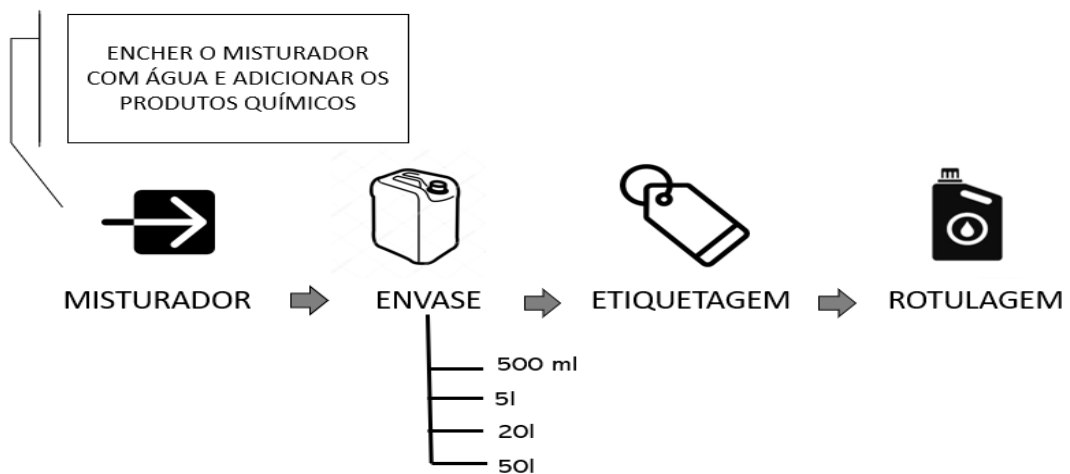 ENCHER O MISTURADOR
COM ÁGUA E ADICIONAR OS
PRODUTOS QUÍMICOS
MISTURADOR
ENVASE
ETIQUETAGEM
ROTULAGEM
500 ml
5l
20l
50l